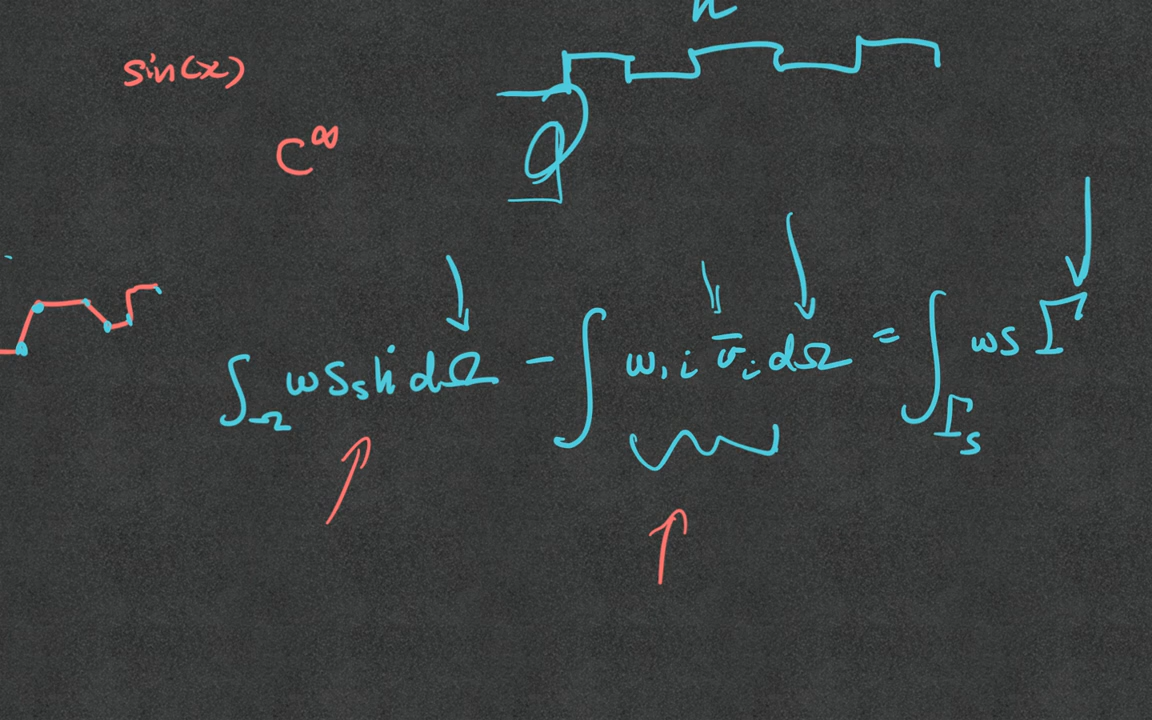 n
sin(x)
C^∞
∫_Ω w S_s ḣ dΩ − ∫ w,i v̄_i dΩ = ∫_Γs w s Γ